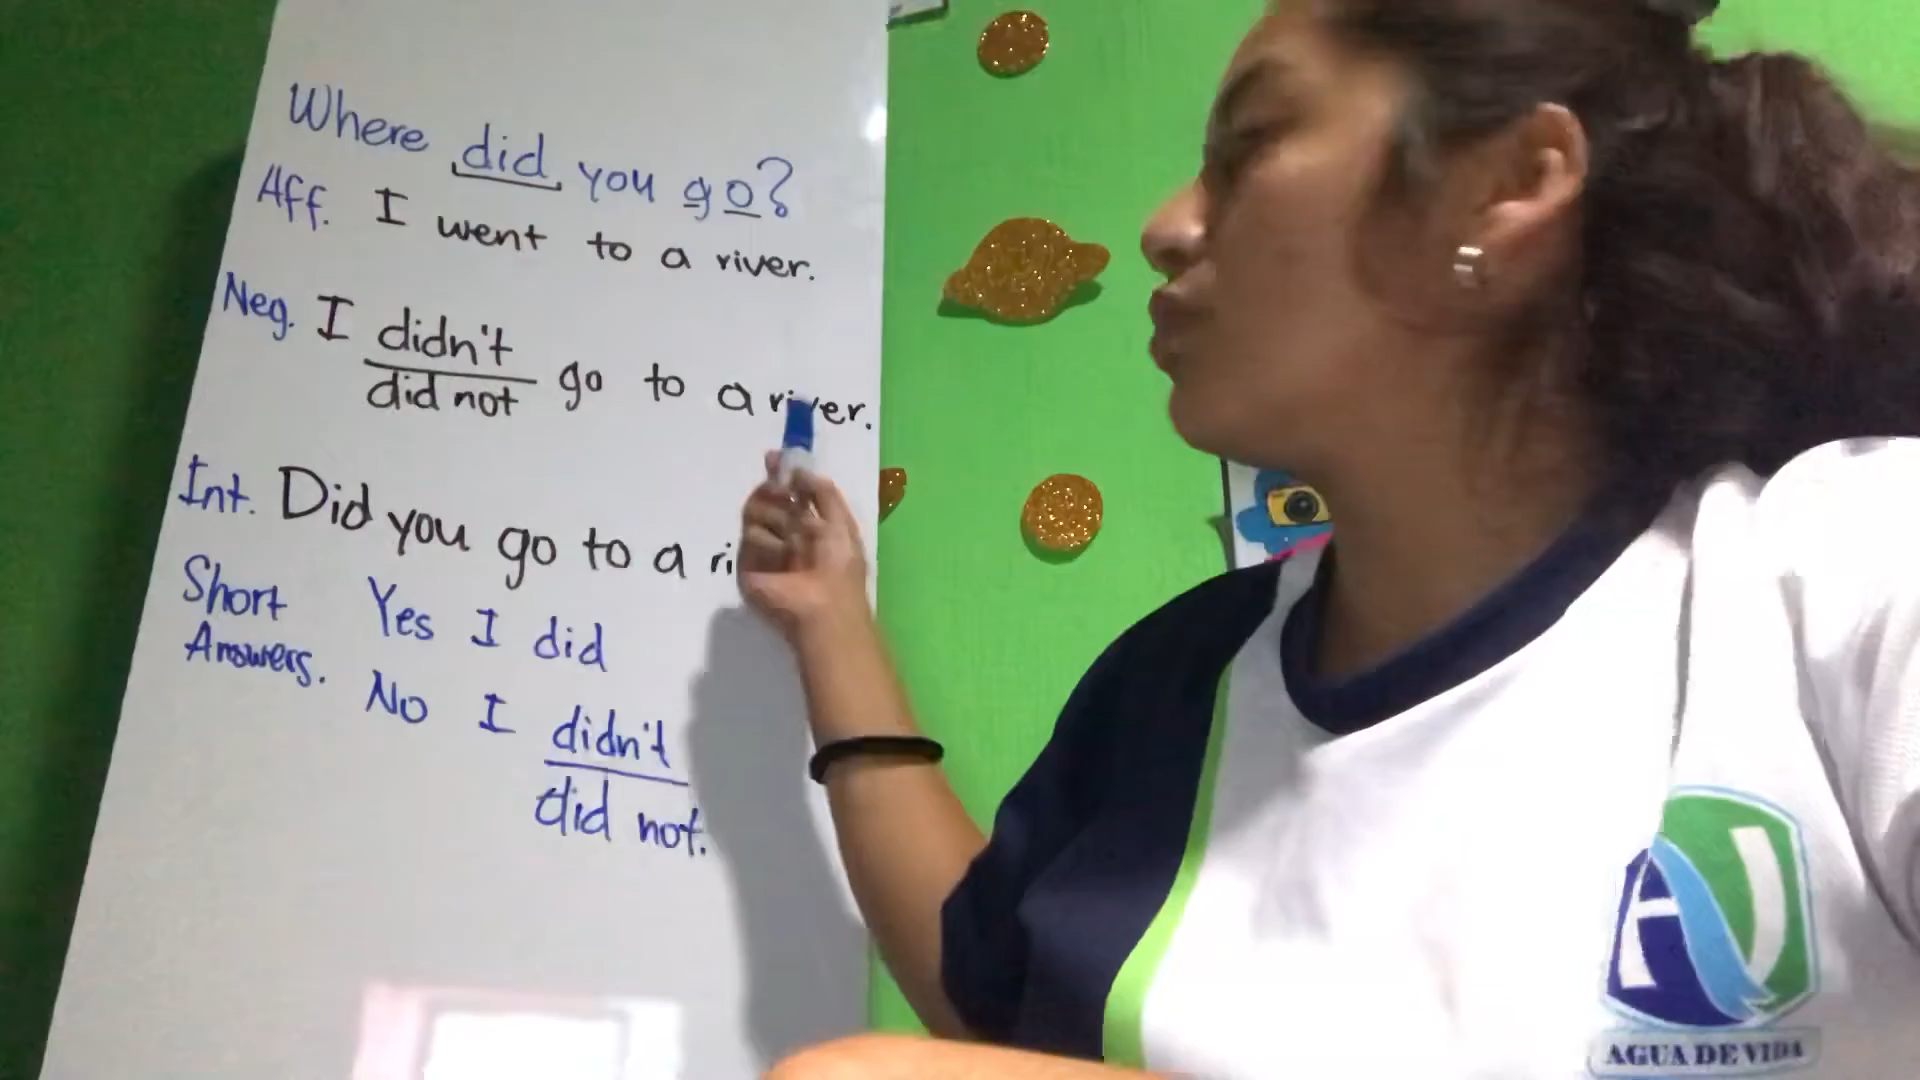 Where did you go?
Aff. I went to a river.
Neg. I didn't go to a river.
did not
Int. Did you go to a
Short Yes I did
Answers. No I didn't
did not.
AGUA DE VIDA